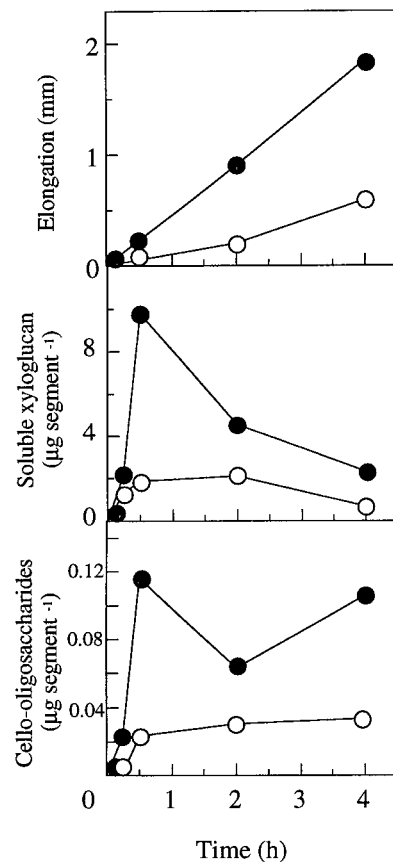 2
1
0
Elongation (mm)
8
4
0
Soluble xyloglucan
(µg segment -1)
0.12
0.08
0.04
Cello-oligosaccharides
(µg segment -1)
0 1 2 3 4
Time (h)